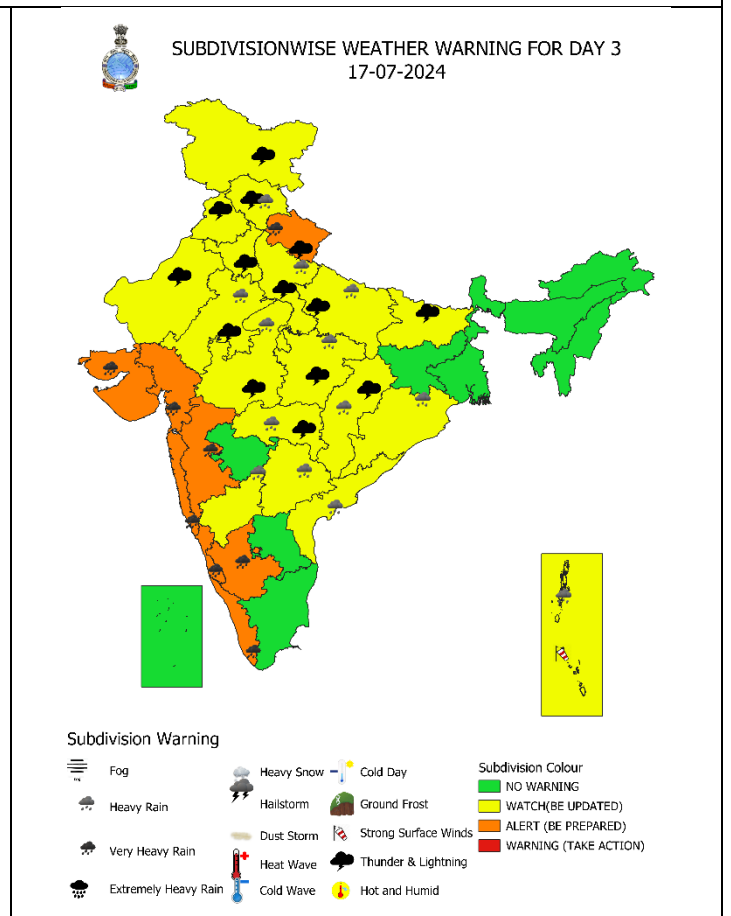 SUBDIVISIONWISE WEATHER WARNING FOR DAY 3
17-07-2024
Subdivision Warning
Fog
Heavy Rain
Very Heavy Rain
Extremely Heavy Rain
Heavy Snow
Hailstorm
Dust Storm
Heat Wave
Cold Wave
Cold Day
Ground Frost
Strong Surface Winds
Thunder & Lightning
Hot and Humid
Subdivision Colour
NO WARNING
WATCH(BE UPDATED)
ALERT (BE PREPARED)
WARNING (TAKE ACTION)